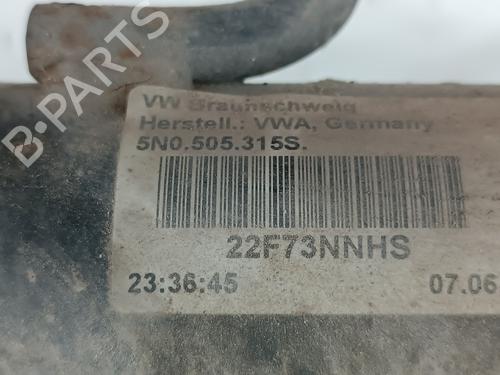 VW Braunschweig
Herstell.: VWA, Germany
5N0.505.315S.
22F73NNHS
23:36:45 07.06
B-PARTS